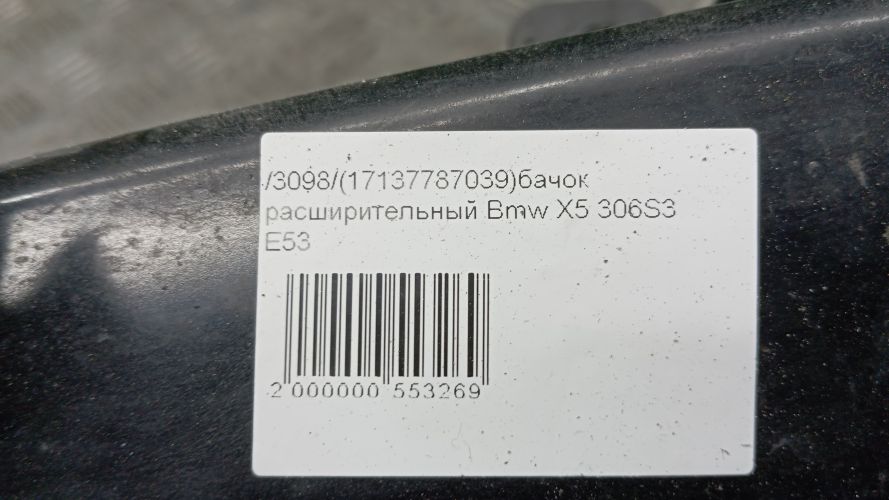 /3098/(17137787039)бачок
расширительный Bmw X5 306S3
E53
2 000000 553269